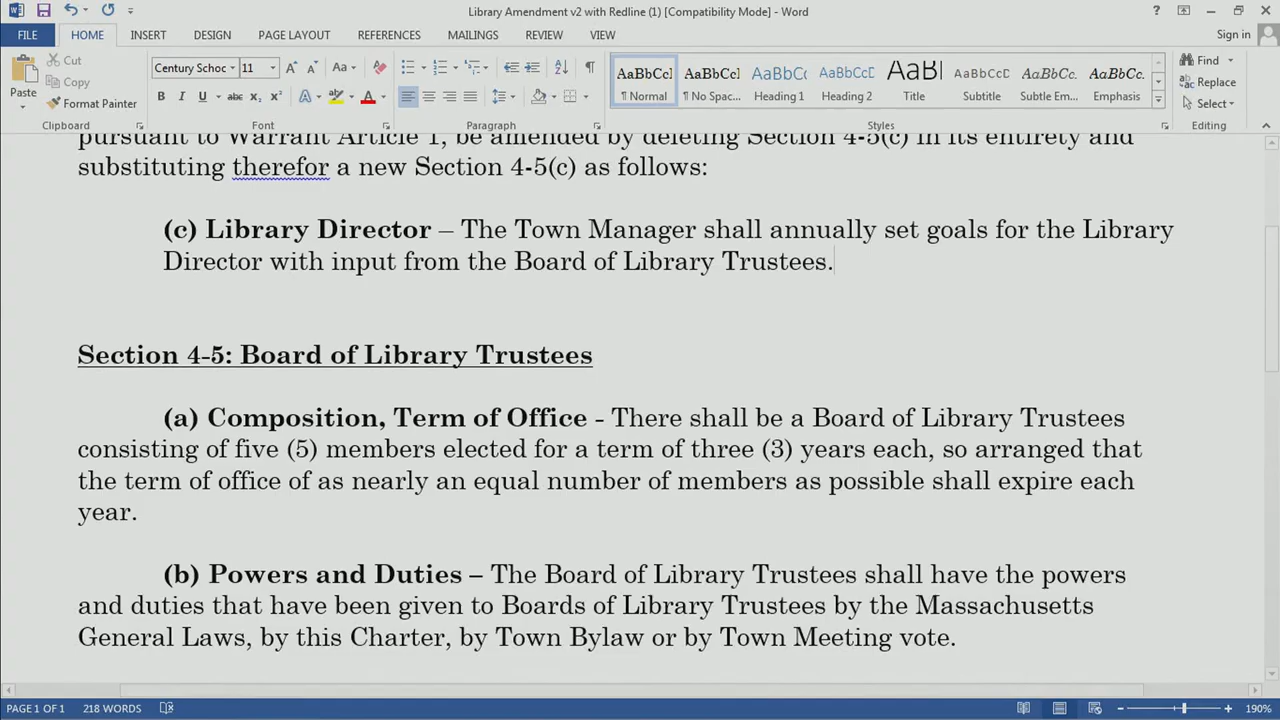 Library Amendment v2 with Redline (1) [Compatibility Mode] - Word
FILE HOME INSERT DESIGN PAGE LAYOUT REFERENCES MAILINGS REVIEW VIEW Sign in
Paste Cut Copy Format Painter
Century Schoc 11
AaBbCcI ¶ Normal
AaBbCcI ¶ No Spac...
AaBbCc Heading 1
AaBbCcI Heading 2
AaBl Title
AaBbCcI Subtitle
AaBbCc. Subtle Em...
AaBbCc. Emphasis
Find
Replace
Select
Clipboard Font Paragraph Styles Editing
pursuant to Warrant Article 1, be amended by deleting Section 4-5(c) in its entirety and
substituting therefor a new Section 4-5(c) as follows:
(c) Library Director – The Town Manager shall annually set goals for the Library
Director with input from the Board of Library Trustees.
Section 4-5: Board of Library Trustees
(a) Composition, Term of Office - There shall be a Board of Library Trustees
consisting of five (5) members elected for a term of three (3) years each, so arranged that
the term of office of as nearly an equal number of members as possible shall expire each
year.
(b) Powers and Duties – The Board of Library Trustees shall have the powers
and duties that have been given to Boards of Library Trustees by the Massachusetts
General Laws, by this Charter, by Town Bylaw or by Town Meeting vote.
PAGE 1 OF 1 218 WORDS 190%